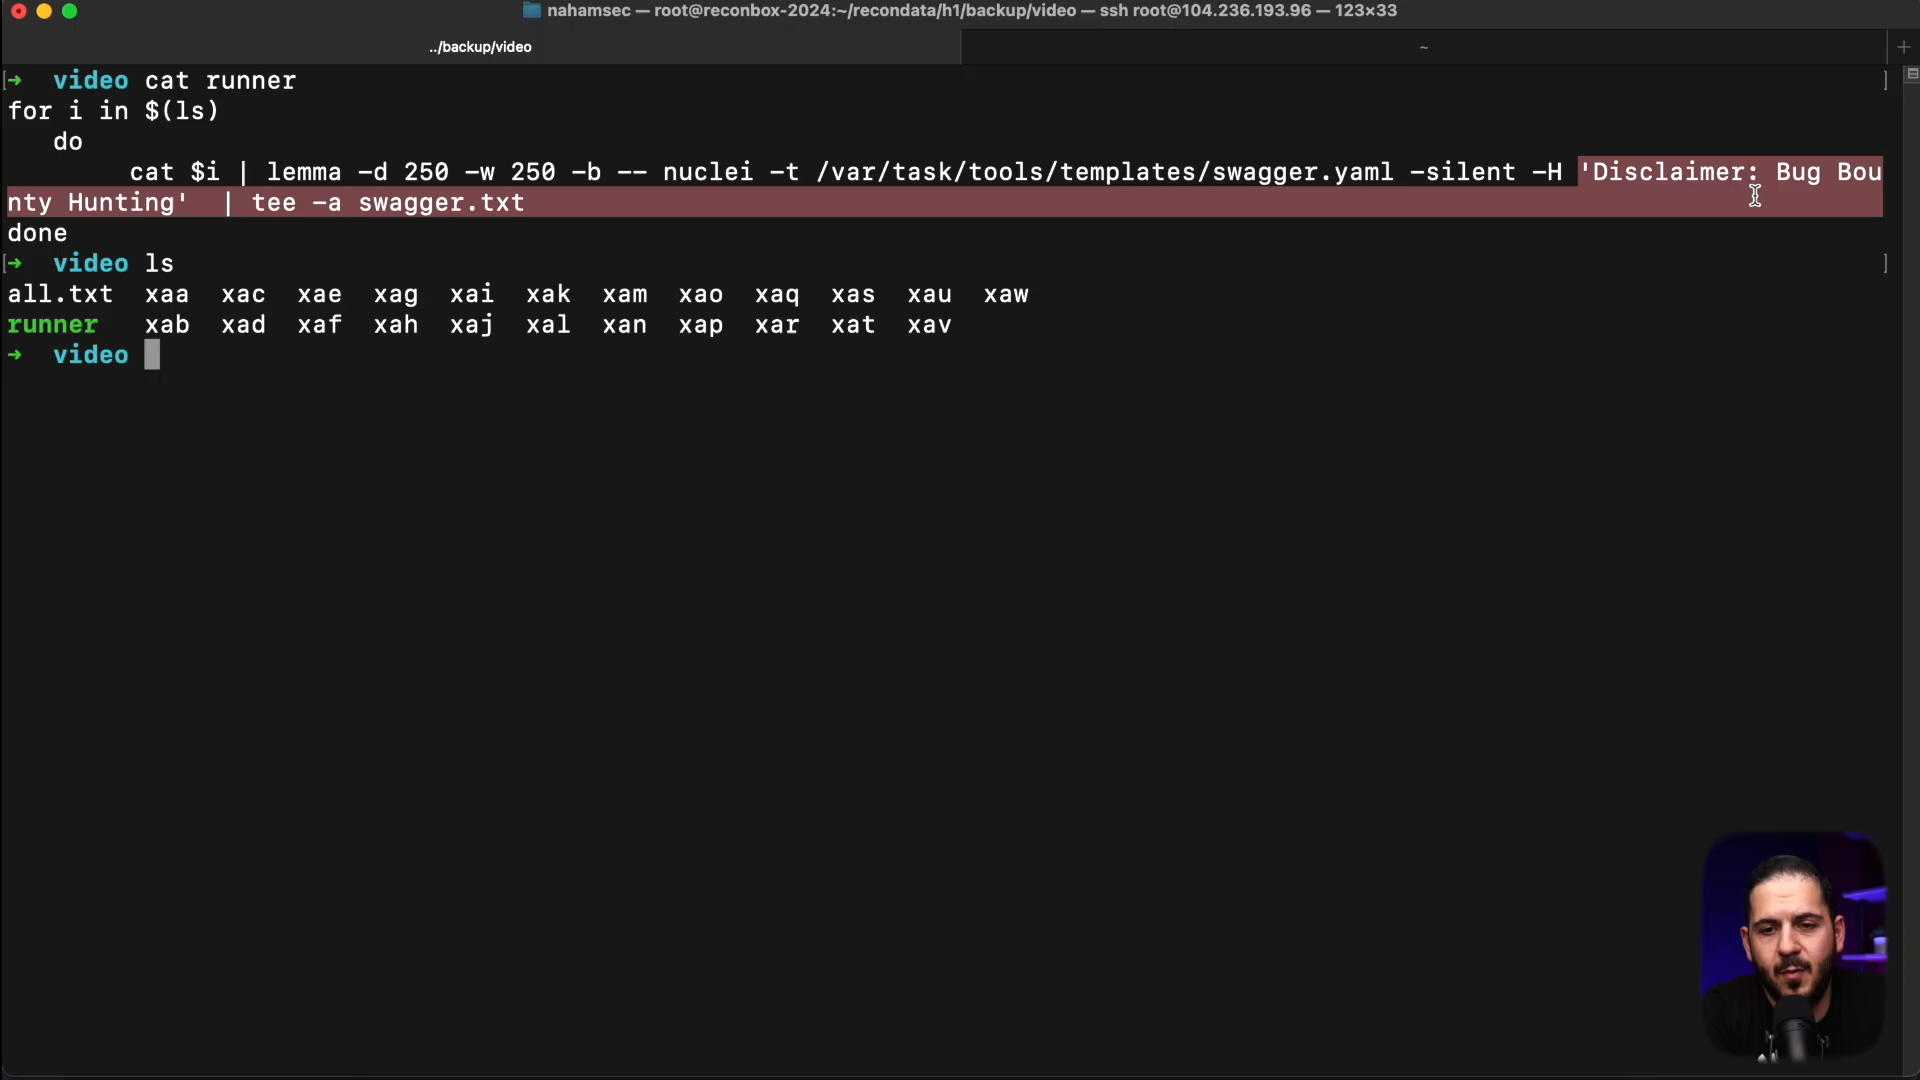 nahamsec — root@reconbox-2024:~/recondata/h1/backup/video — ssh root@104.236.193.96 — 123×33
../backup/video
~
[➜ video cat runner ]
for i in $(ls)
do
cat $i | lemma -d 250 -w 250 -b -- nuclei -t /var/task/tools/templates/swagger.yaml -silent -H 'Disclaimer: Bug Bou
nty Hunting' | tee -a swagger.txt
done
[➜ video ls ]
all.txt xaa xac xae xag xai xak xam xao xaq xas xau xaw
runner xab xad xaf xah xaj xal xan xap xar xat xav
➜ video